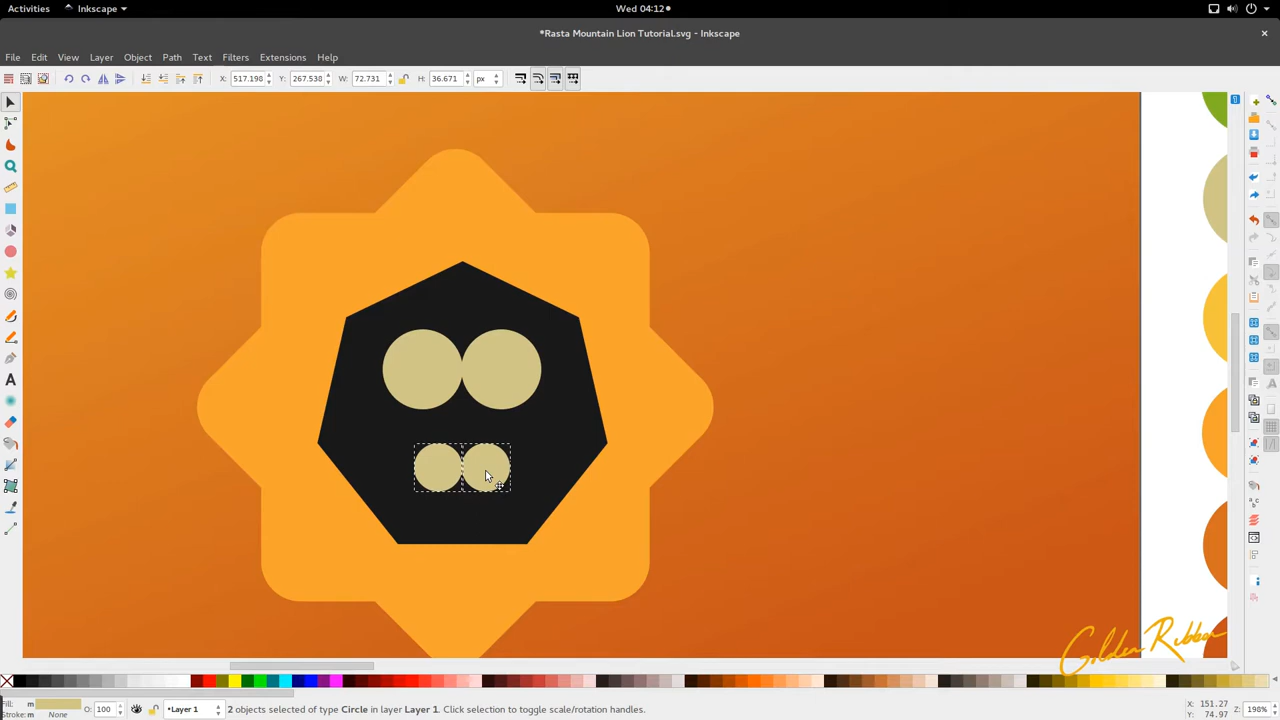 Activities
Inkscape
Wed 04:12
*Rasta Mountain Lion Tutorial.svg - Inkscape
File Edit View Layer Object Path Text Filters Extensions Help
X: 517.198 Y: 267.538 W: 72.731 H: 36.671 px
Golden Ribbon
Fill: m
Stroke: m None
O: 100
Layer 1
2 objects selected of type Circle in layer Layer 1. Click selection to toggle scale/rotation handles.
X: 151.27
Y: 74.97
Z: 198%